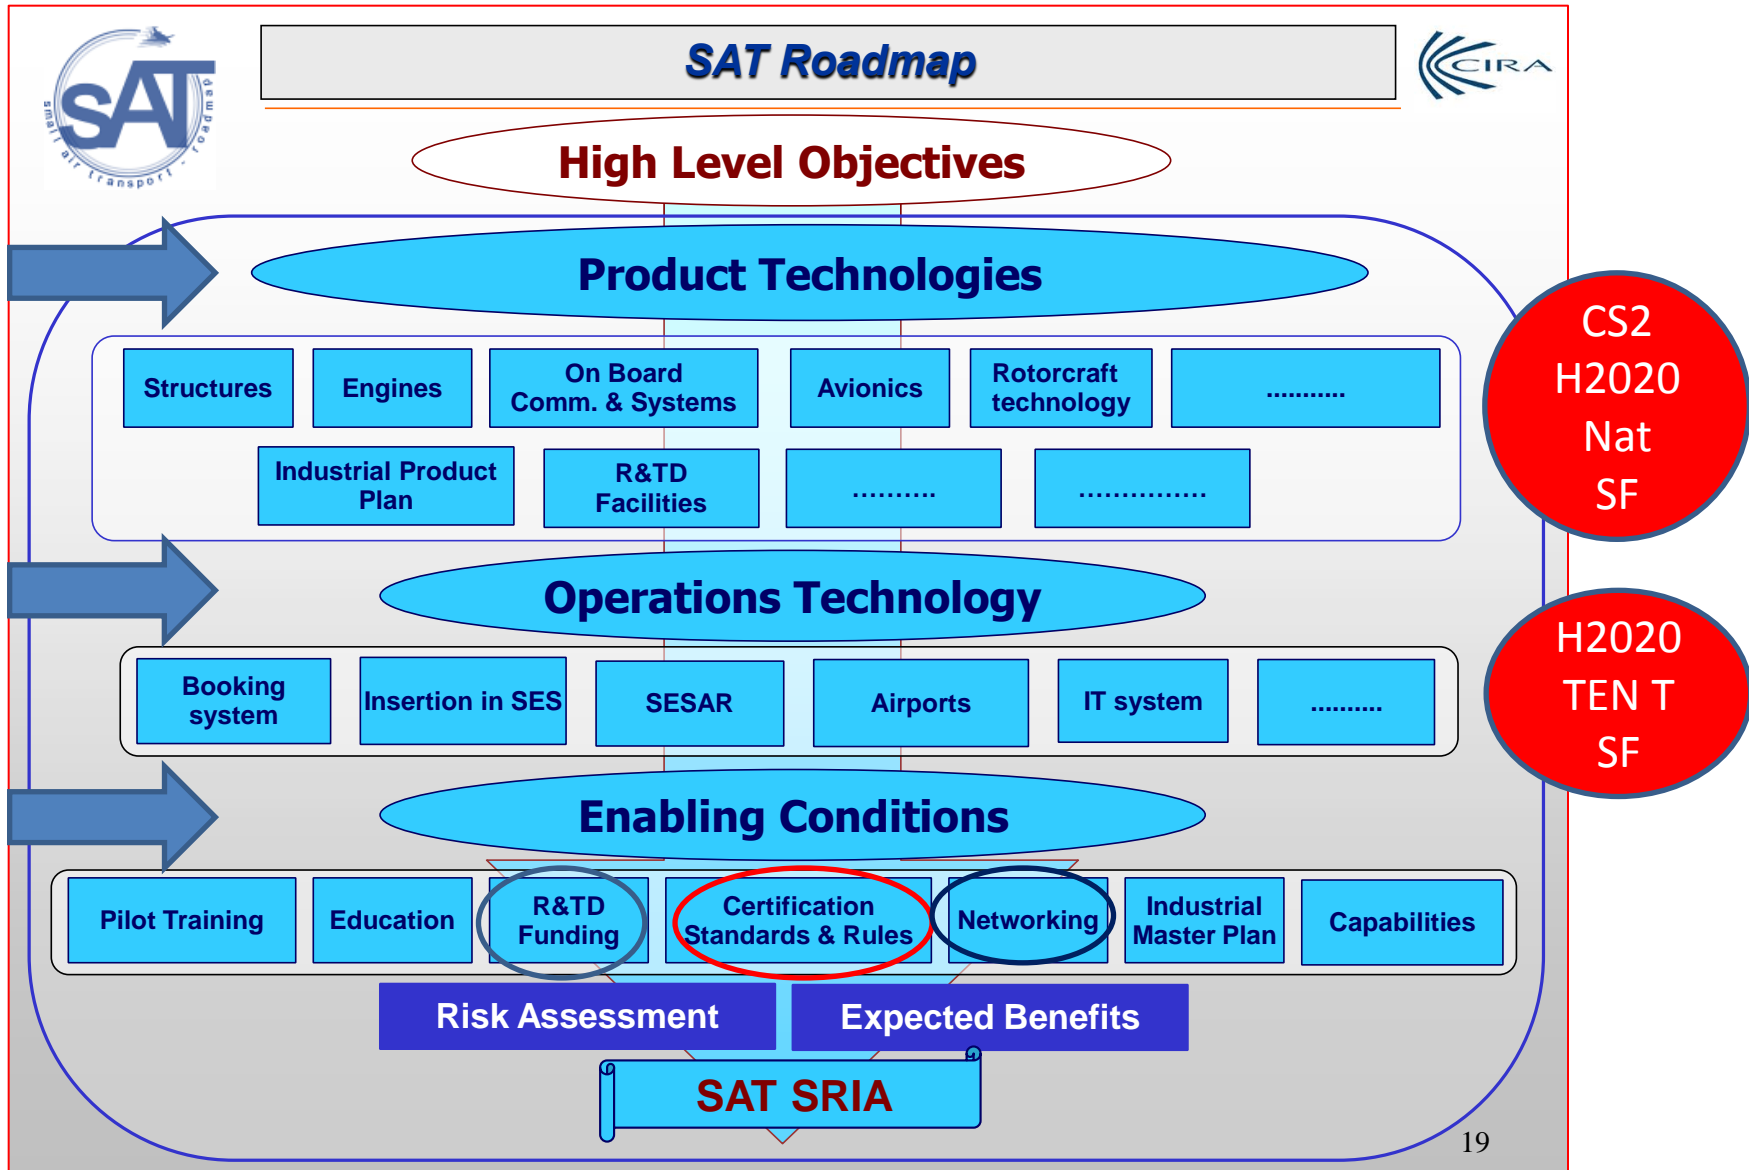 SAT
small air transport - roadmap
SAT Roadmap
CIRA
High Level Objectives
Product Technologies
Structures
Engines
On Board
Comm. & Systems
Avionics
Rotorcraft
technology
...........
Industrial Product
Plan
R&TD
Facilities
..........
...............
CS2
H2020
Nat
SF
Operations Technology
Booking
system
Insertion in SES
SESAR
Airports
IT system
..........
H2020
TEN T
SF
Enabling Conditions
Pilot Training
Education
R&TD
Funding
Certification
Standards & Rules
Networking
Industrial
Master Plan
Capabilities
Risk Assessment
Expected Benefits
SAT SRIA
19